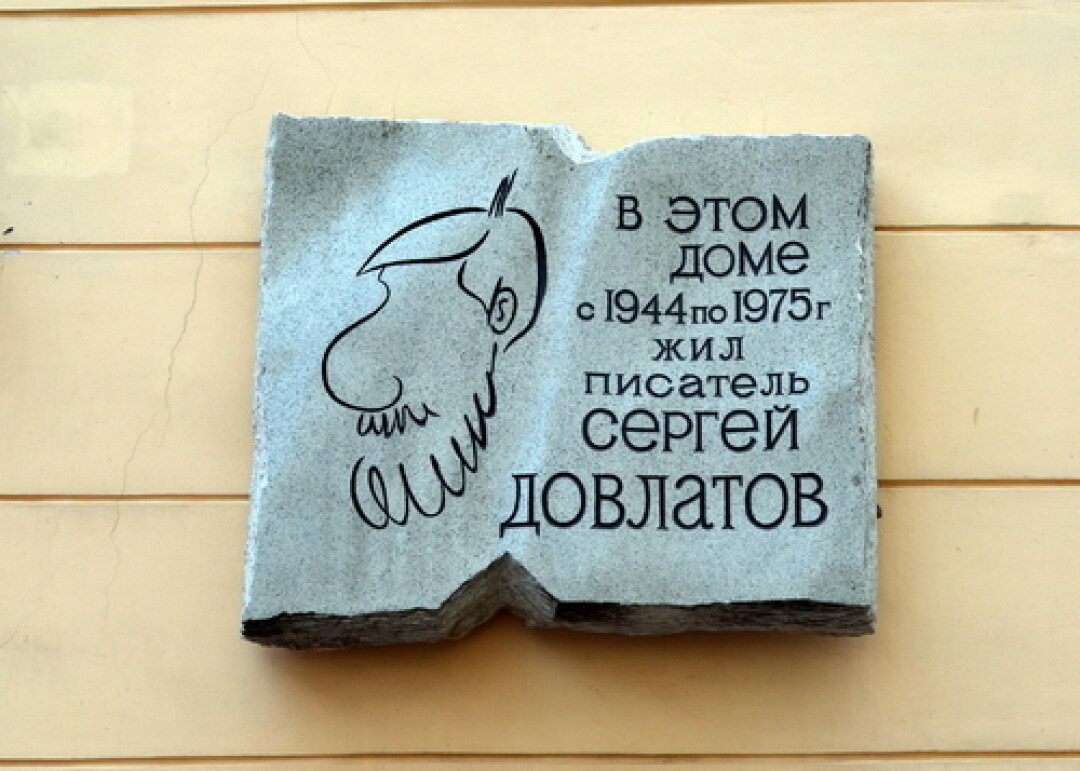 В ЭТОМ
ДОМЕ
с 1944 по 1975 г
ЖИЛ
ПИСАТЕЛЬ
СЕРГЕЙ
ДОВЛАТОВ